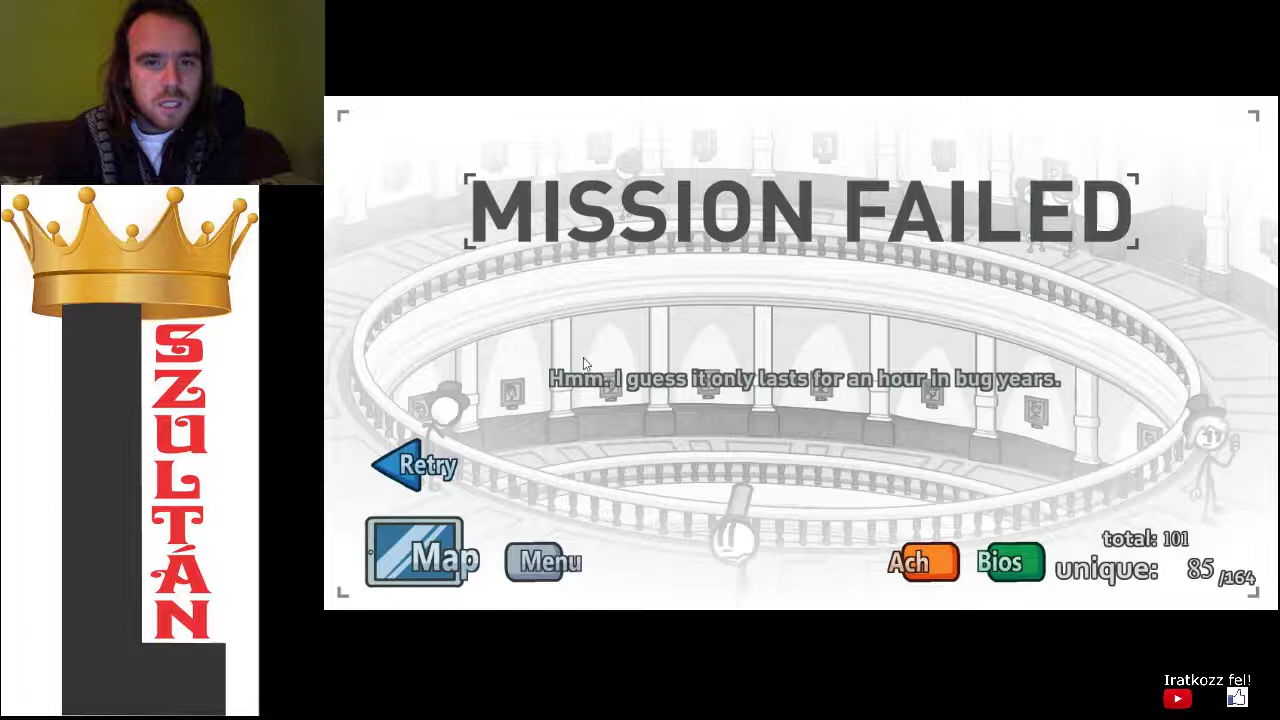 MISSION FAILED
Hmm.. I guess it only lasts for an hour in bug years.
Retry
Map
Menu
Ach
Bios
total: 101
unique: 85 /164
L
SZULTÁN
Iratkozz fel!